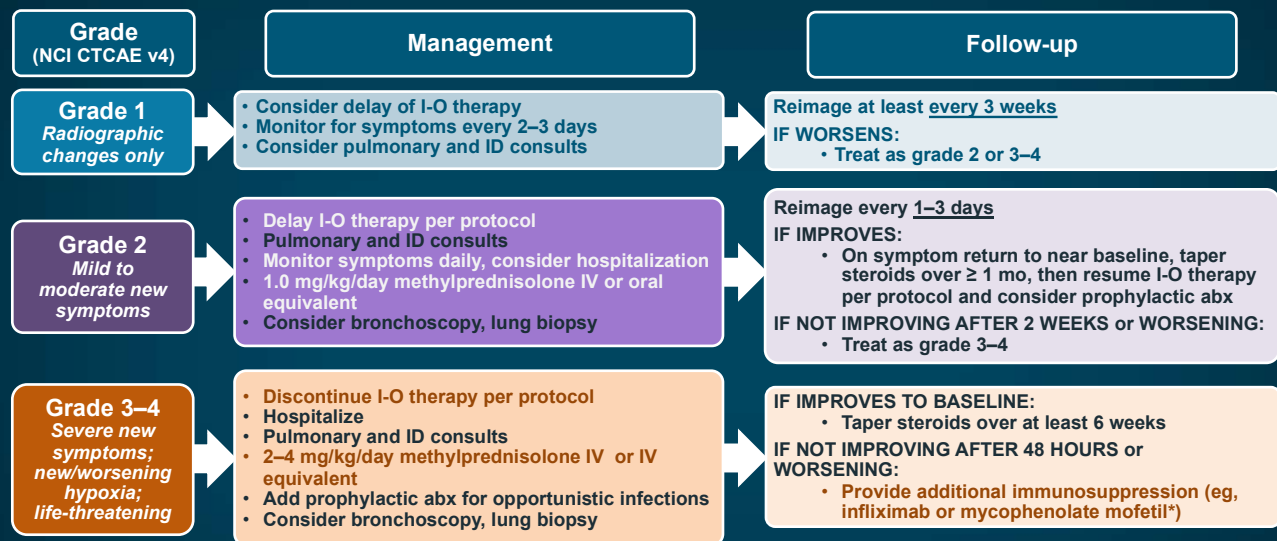 Grade
(NCI CTCAE v4)
Management
Follow-up
Grade 1
Radiographic
changes only
• Consider delay of I-O therapy
• Monitor for symptoms every 2–3 days
• Consider pulmonary and ID consults
Reimage at least every 3 weeks
IF WORSENS:
• Treat as grade 2 or 3–4
Grade 2
Mild to
moderate new
symptoms
• Delay I-O therapy per protocol
• Pulmonary and ID consults
• Monitor symptoms daily, consider hospitalization
• 1.0 mg/kg/day methylprednisolone IV or oral
equivalent
• Consider bronchoscopy, lung biopsy
Reimage every 1–3 days
IF IMPROVES:
• On symptom return to near baseline, taper
steroids over ≥ 1 mo, then resume I-O therapy
per protocol and consider prophylactic abx
IF NOT IMPROVING AFTER 2 WEEKS or WORSENING:
• Treat as grade 3–4
Grade 3–4
Severe new
symptoms;
new/worsening
hypoxia;
life-threatening
• Discontinue I-O therapy per protocol
• Hospitalize
• Pulmonary and ID consults
• 2–4 mg/kg/day methylprednisolone IV or IV
equivalent
• Add prophylactic abx for opportunistic infections
• Consider bronchoscopy, lung biopsy
IF IMPROVES TO BASELINE:
• Taper steroids over at least 6 weeks
IF NOT IMPROVING AFTER 48 HOURS or
WORSENING:
• Provide additional immunosuppression (eg,
infliximab or mycophenolate mofetil*)